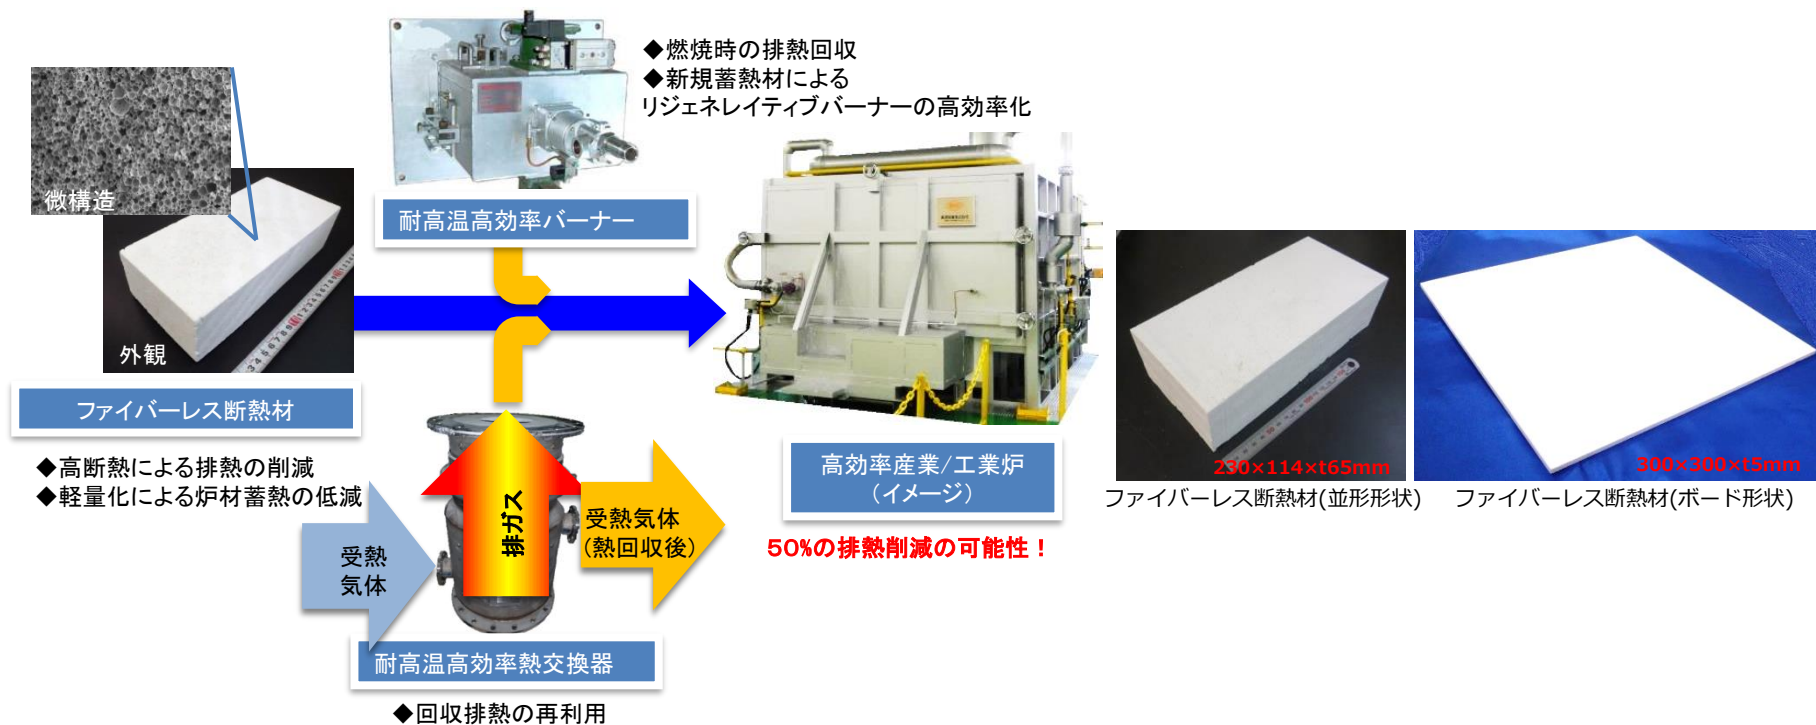 ◆燃焼時の排熱回収
◆新規蓄熱材による
リジェネレイティブバーナーの高効率化
微構造
外観
耐高温高効率バーナー
ファイバーレス断熱材
◆高断熱による排熱の削減
◆軽量化による炉材蓄熱の低減
受熱
気体
排ガス
受熱気体
(熱回収後)
耐高温高効率熱交換器
◆回収排熱の再利用
高効率産業/工業炉
(イメージ)
50%の排熱削減の可能性！
230×114×t65mm
ファイバーレス断熱材(並形形状)
300×300×t5mm
ファイバーレス断熱材(ボード形状)